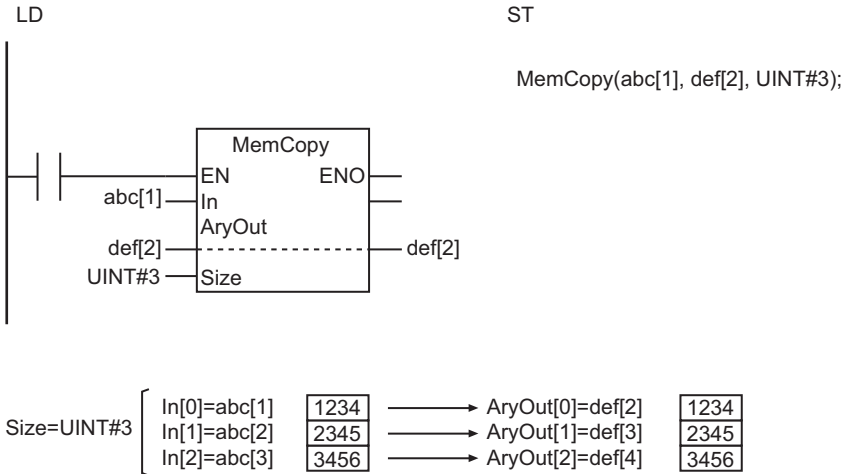 LD
ST
MemCopy(abc[1], def[2], UINT#3);
MemCopy
EN ENO
abc[1] In
AryOut
def[2] def[2]
UINT#3 Size
Size=UINT#3
In[0]=abc[1] 1234 AryOut[0]=def[2] 1234
In[1]=abc[2] 2345 AryOut[1]=def[3] 2345
In[2]=abc[3] 3456 AryOut[2]=def[4] 3456